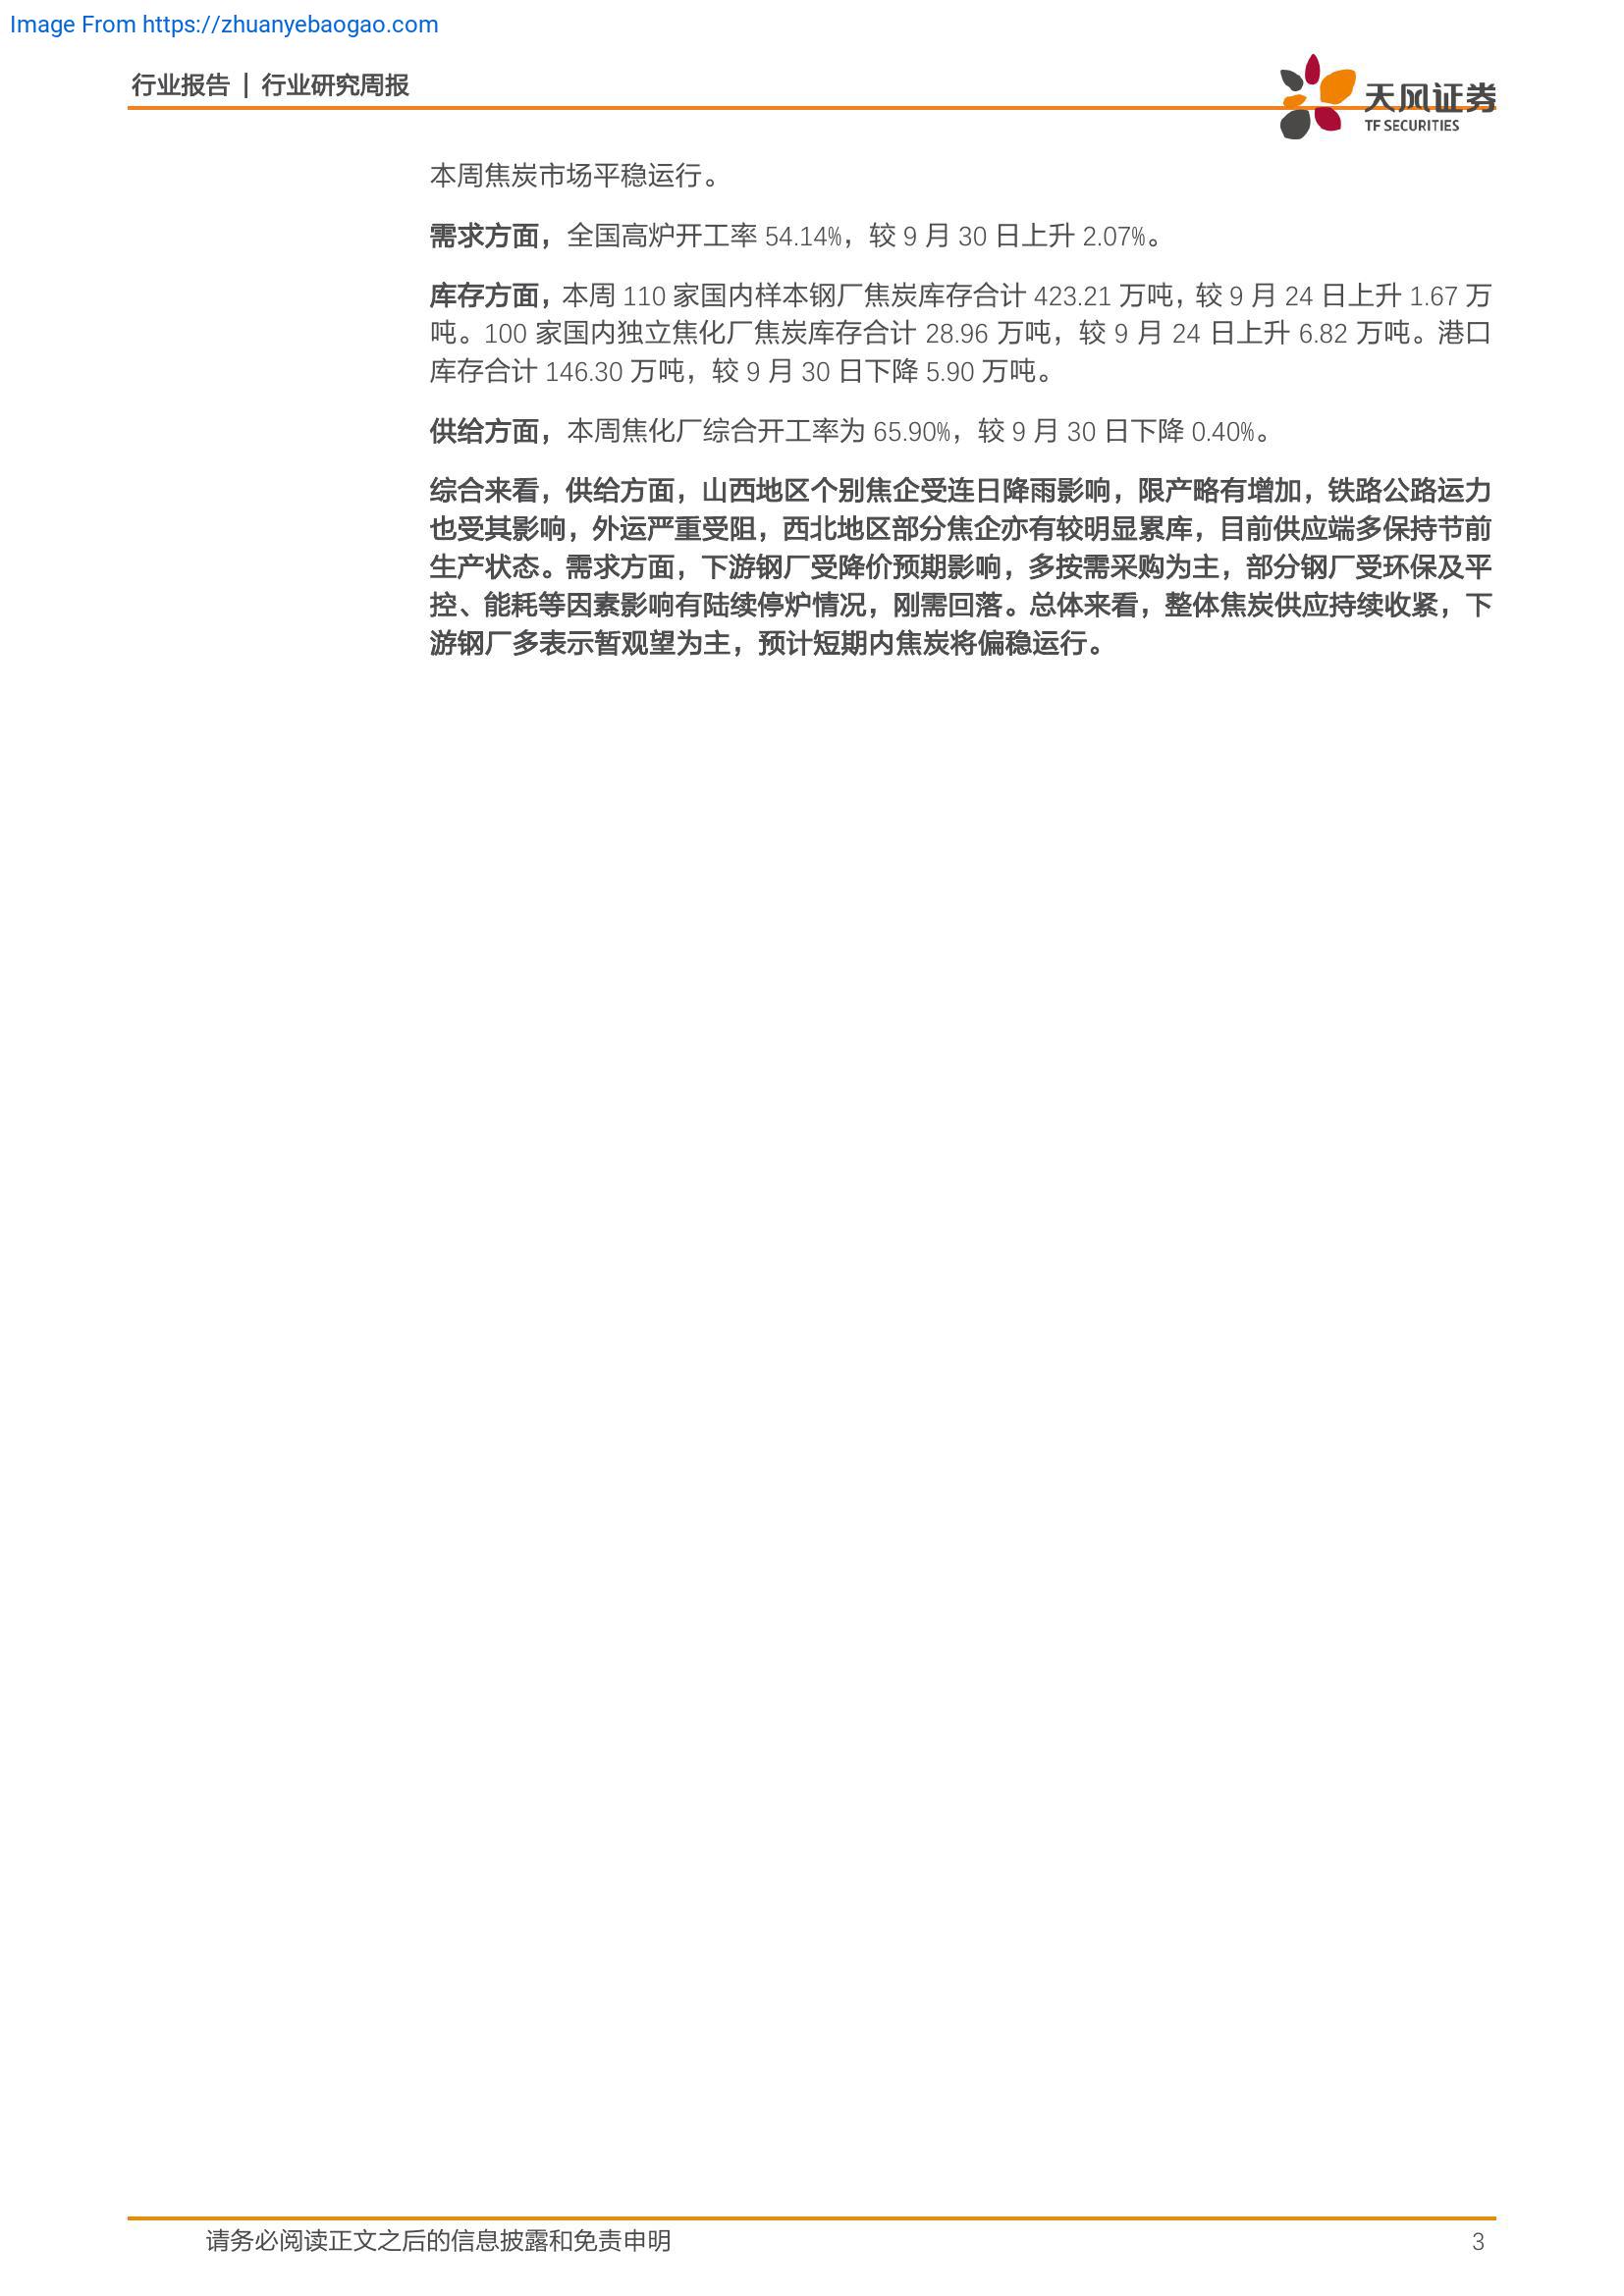 Image From https://zhuanyebaogao.com
行业报告 | 行业研究周报
天风证券
TF SECURITIES
本周焦炭市场平稳运行。
需求方面，全国高炉开工率 54.14%，较 9 月 30 日上升 2.07%。
库存方面，本周 110 家国内样本钢厂焦炭库存合计 423.21 万吨，较 9 月 24 日上升 1.67 万
吨。100 家国内独立焦化厂焦炭库存合计 28.96 万吨，较 9 月 24 日上升 6.82 万吨。港口
库存合计 146.30 万吨，较 9 月 30 日下降 5.90 万吨。
供给方面，本周焦化厂综合开工率为 65.90%，较 9 月 30 日下降 0.40%。
综合来看，供给方面，山西地区个别焦企受连日降雨影响，限产略有增加，铁路公路运力
也受其影响，外运严重受阻，西北地区部分焦企亦有较明显累库，目前供应端多保持节前
生产状态。需求方面，下游钢厂受降价预期影响，多按需采购为主，部分钢厂受环保及平
控、能耗等因素影响有陆续停炉情况，刚需回落。总体来看，整体焦炭供应持续收紧，下
游钢厂多表示暂观望为主，预计短期内焦炭将偏稳运行。
请务必阅读正文之后的信息披露和免责申明
3